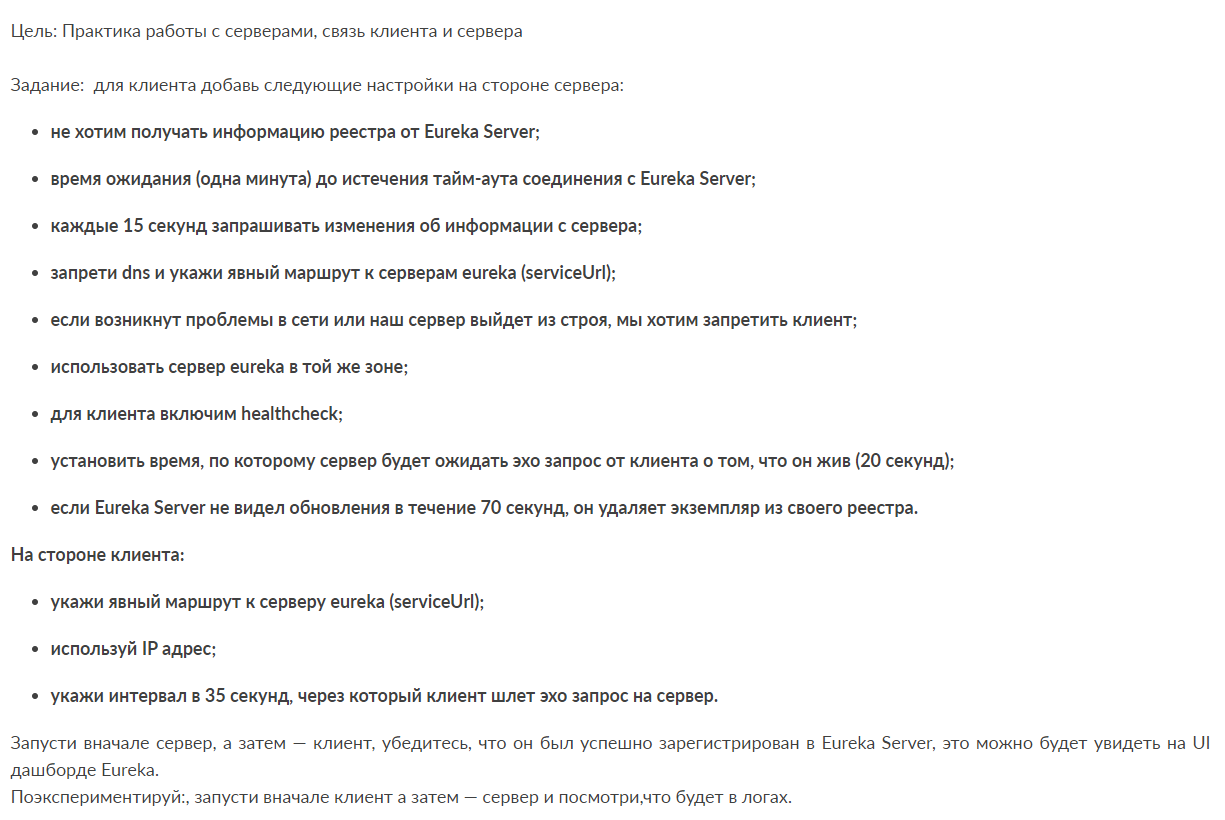 Цель: Практика работы с серверами, связь клиента и сервера
Задание:  для клиента добавь следующие настройки на стороне сервера:
• не хотим получать информацию реестра от Eureka Server;
• время ожидания (одна минута) до истечения тайм-аута соединения с Eureka Server;
• каждые 15 секунд запрашивать изменения об информации с сервера;
• запрети dns и укажи явный маршрут к серверам eureka (serviceUrl);
• если возникнут проблемы в сети или наш сервер выйдет из строя, мы хотим запретить клиент;
• использовать сервер eureka в той же зоне;
• для клиента включим healthcheck;
• установить время, по которому сервер будет ожидать эхо запрос от клиента о том, что он жив (20 секунд);
• если Eureka Server не видел обновления в течение 70 секунд, он удаляет экземпляр из своего реестра.
На стороне клиента:
• укажи явный маршрут к серверу eureka (serviceUrl);
• используй IP адрес;
• укажи интервал в 35 секунд, через который клиент шлет эхо запрос на сервер.
Запусти вначале сервер, а затем — клиент, убедитесь, что он был успешно зарегистрирован в Eureka Server, это можно будет увидеть на UI
дашборде Eureka.
Поэкспериментируй:, запусти вначале клиент а затем — сервер и посмотри,что будет в логах.